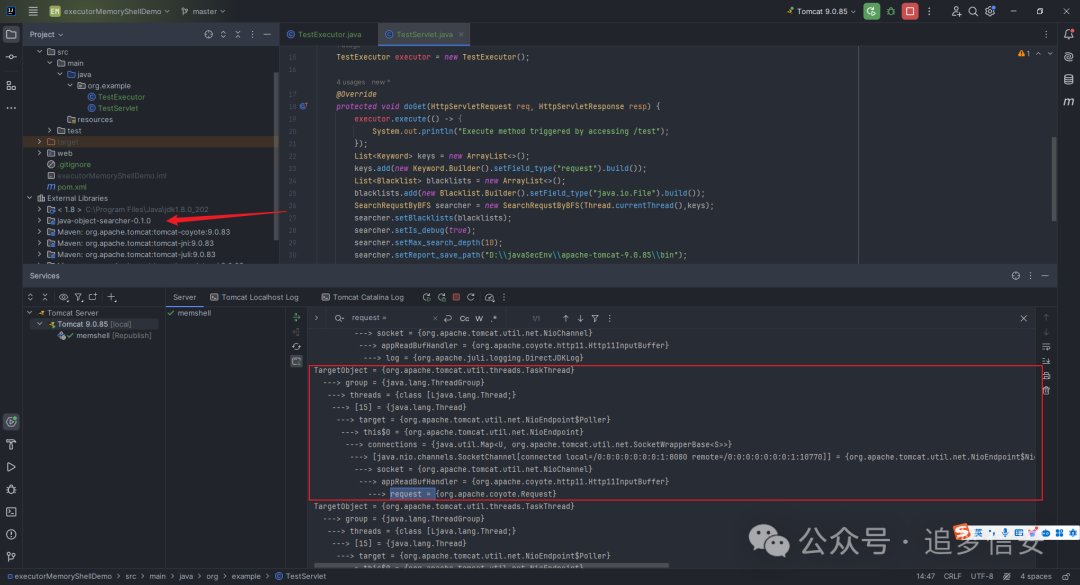 EM executorMemoryShellDemo
master
Tomcat 9.0.85
Project
src
main
java
org.example
TestExecutor
TestServlet
resources
test
target
web
.gitignore
executorMemoryShellDemo.iml
pom.xml
External Libraries
< 1.8 > C:\Program Files\Java\jdk1.8.0_202
java-object-searcher-0.1.0
Maven: org.apache.tomcat:tomcat-coyote:9.0.83
Maven: org.apache.tomcat:tomcat-jni:9.0.83
Maven: org.apache.tomcat:tomcat-juli:9.0.83
TestExecutor.java
TestServlet.java
1
15 TestExecutor executor = new TestExecutor();
16
4 usages new *
17 @Override
18 protected void doGet(HttpServletRequest req, HttpServletResponse resp) {
19 executor.execute(() -> {
20 System.out.println("Execute method triggered by accessing /test");
21 });
22 List<Keyword> keys = new ArrayList<>();
23 keys.add(new Keyword.Builder().setField_type("request").build());
24 List<Blacklist> blacklists = new ArrayList<>();
25 blacklists.add(new Blacklist.Builder().setField_type("java.io.File").build());
26 SearchRequstByBFS searcher = new SearchRequstByBFS(Thread.currentThread(),keys);
27 searcher.setBlacklists(blacklists);
28 searcher.setIs_debug(true);
29 searcher.setMax_search_depth(10);
30 searcher.setReport_save_path("D:\\javaSecEnv\\apache-tomcat-9.0.85\\bin");
Services
Tomcat Server
Tomcat 9.0.85 [local]
memshell [Republish]
Server
Tomcat Localhost Log
Tomcat Catalina Log
memshell
request =
Cc W .*
1/1
---> socket = {org.apache.tomcat.util.net.NioChannel}
---> appReadBufHandler = {org.apache.coyote.http11.Http11InputBuffer}
---> log = {org.apache.juli.logging.DirectJDKLog}
TargetObject = {org.apache.tomcat.util.threads.TaskThread}
---> group = {java.lang.ThreadGroup}
---> threads = {class [Ljava.lang.Thread;}
---> [15] = {java.lang.Thread}
---> target = {org.apache.tomcat.util.net.NioEndpoint$Poller}
---> this$0 = {org.apache.tomcat.util.net.NioEndpoint}
---> connections = {java.util.Map<U, org.apache.tomcat.util.net.SocketWrapperBase<S>>}
---> [java.nio.channels.SocketChannel[connected local=/0:0:0:0:0:0:0:1:8080 remote=/0:0:0:0:0:0:0:1:10770]] = {org.apache.tomcat.util.net.NioEndpoint$Ni
---> socket = {org.apache.tomcat.util.net.NioChannel}
---> appReadBufHandler = {org.apache.coyote.http11.Http11InputBuffer}
---> request = {org.apache.coyote.Request}
TargetObject = {org.apache.tomcat.util.threads.TaskThread}
---> group = {java.lang.ThreadGroup}
---> threads = {class [Ljava.lang.Thread;}
---> [15] = {java.lang.Thread}
---> target = {org.apache.tomcat.util.net.NioEndpoint$Poller}
---> this$0 = {org.apache.tomcat.util.net.NioEndpoint}
公众号 · 追梦信安
英
executorMemoryShellDemo > src > main > java > org > example > TestServlet
14:47 CRLF UTF-8 4 spaces